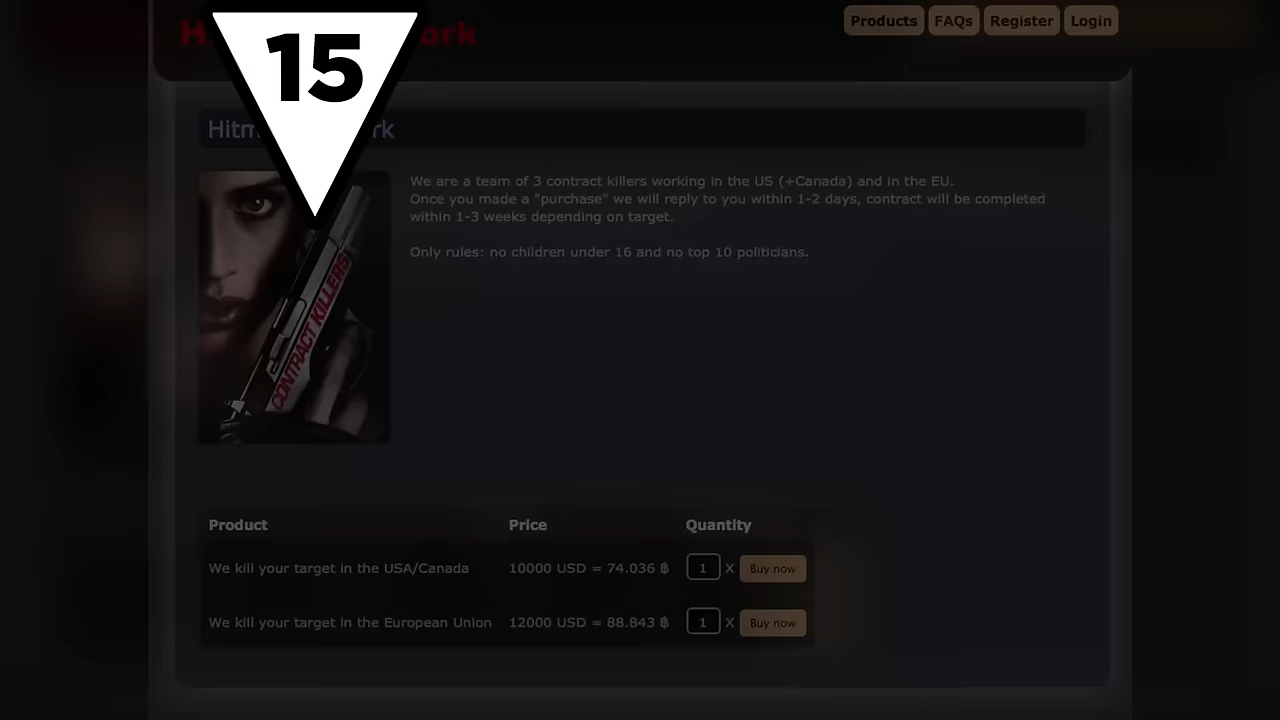 15
Products FAQs Register Login
We are a team of 3 contract killers working in the US (+Canada) and in the EU.
Once you made a "purchase" we will reply to you within 1-2 days, contract will be completed
within 1-3 weeks depending on target.
Only rules: no children under 16 and no top 10 politicians.
CONTRACT KILLERS
Product Price Quantity
We kill your target in the USA/Canada 10000 USD = 74.036 ฿ 1 X Buy now
We kill your target in the European Union 12000 USD = 88.843 ฿ 1 X Buy now